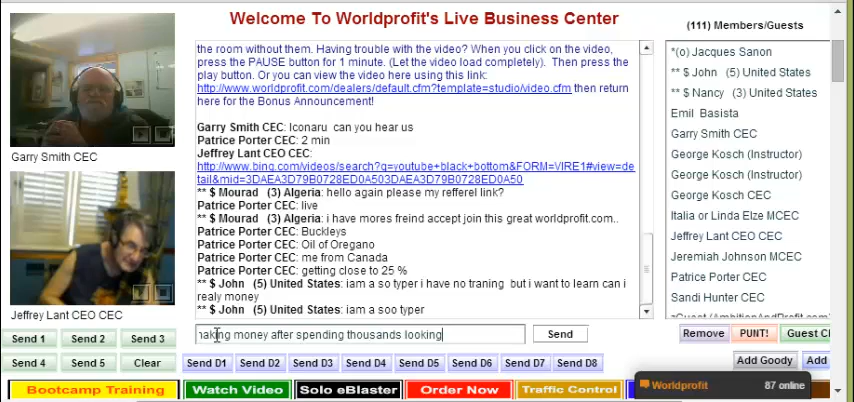 Welcome To Worldprofit's Live Business Center
Garry Smith CEC
Jeffrey Lant CEO CEC
the room without them. Having trouble with the video? When you click on the video,
press the PAUSE button for 1 minute. (Let the video load completely). Then press the
play button. Or you can view the video here using this link:
http://www.worldprofit.com/dealers/default.cfm?template=studio/video.cfm then return
here for the Bonus Announcement!
Garry Smith CEC: Iconaru can you hear us
Patrice Porter CEC: 2 min
Jeffrey Lant CEO CEC:
http://www.bing.com/videos/search?q=youtube+black+bottom&FORM=VIRE1#view=de
tail&mid=3DAEA3D79B0728ED0A503DAEA3D79B0728ED0A50
** $ Mourad (3) Algeria: hello again please my refferel link?
Patrice Porter CEC: live
** $ Mourad (3) Algeria: i have mores freind accept join this great worldprofit.com..
Patrice Porter CEC: Buckleys
Patrice Porter CEC: Oil of Oregano
Patrice Porter CEC: me from Canada
Patrice Porter CEC: getting close to 25 %
** $ John (5) United States: iam a so typer i have no traning but i want to learn can i
realy money
** $ John (5) United States: iam a soo typer
making money after spending thousands looking
Send
(111) Members/Guests
*(o) Jacques Sanon
** $ John (5) United States
** $ Nancy (3) United States
Emil Basista
Garry Smith CEC
George Kosch (Instructor)
George Kosch (Instructor)
George Kosch CEC
Italia or Linda Elze MCEC
Jeffrey Lant CEO CEC
Jeremiah Johnson MCEC
Patrice Porter CEC
Sandi Hunter CEC
Remove PUNT! Guest
Send 1 Send 2 Send 3
Send 4 Send 5 Clear
Send D1 Send D2 Send D3 Send D4 Send D5 Send D6 Send D7 Send D8
Add Goody Add
Bootcamp Training Watch Video Solo eBlaster Order Now Traffic Control
Worldprofit 87 online